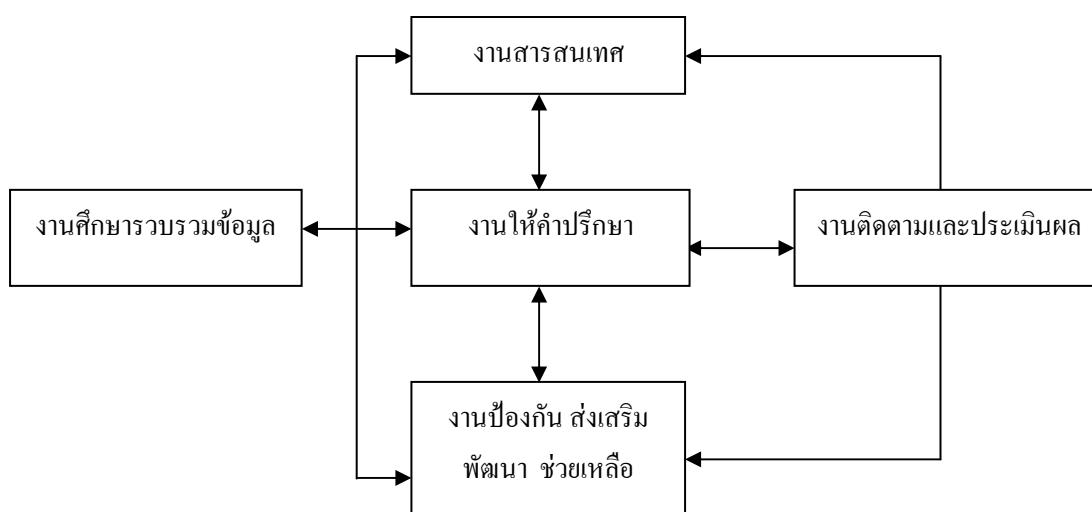 งานสารสนเทศ
งานศึกษารวบรวมข้อมูล
งานให้คำปรึกษา
งานติดตามและประเมินผล
งานป้องกัน ส่งเสริม
พัฒนา ช่วยเหลือ